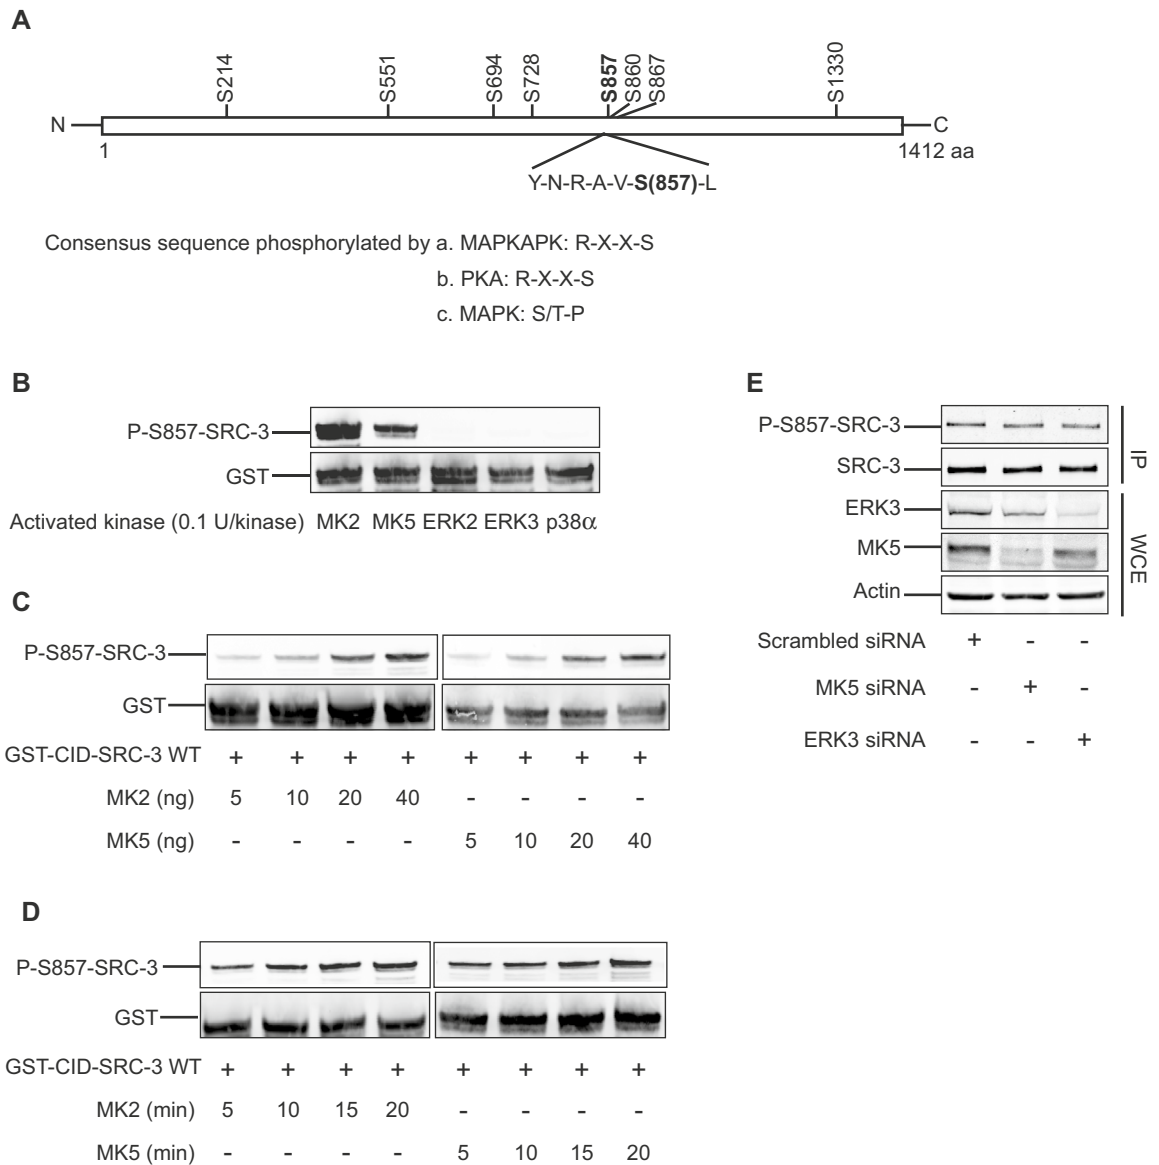 A
S214
S551
S694
S728
S857
S860
S867
S1330
N
C
1
1412 aa
Y-N-R-A-V-S(857)-L
Consensus sequence phosphorylated by a. MAPKAPK: R-X-X-S
b. PKA: R-X-X-S
c. MAPK: S/T-P
B
P-S857-SRC-3
GST
Activated kinase (0.1 U/kinase) MK2 MK5 ERK2 ERK3 p38α
C
P-S857-SRC-3
GST
GST-CID-SRC-3 WT + + + + + + + +
MK2 (ng) 5 10 20 40 - - - -
MK5 (ng) - - - - 5 10 20 40
D
P-S857-SRC-3
GST
GST-CID-SRC-3 WT + + + + + + + +
MK2 (min) 5 10 15 20 - - - -
MK5 (min) - - - - 5 10 15 20
E
P-S857-SRC-3
SRC-3
IP
ERK3
MK5
Actin
WCE
Scrambled siRNA + - -
MK5 siRNA - + -
ERK3 siRNA - - +